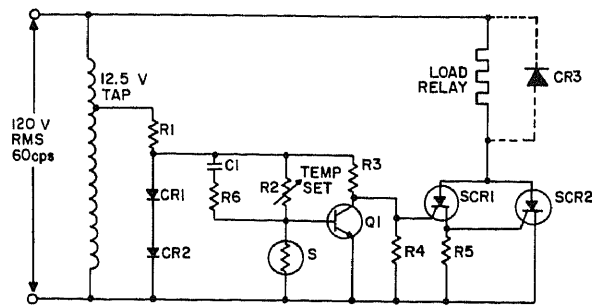 12.5 V
TAP
120 V
RMS
60cps
R1
CR1
CR2
C1
R6
R2
TEMP
SET
S
R3
Q1
R4
LOAD
RELAY
CR3
SCR1
SCR2
R5